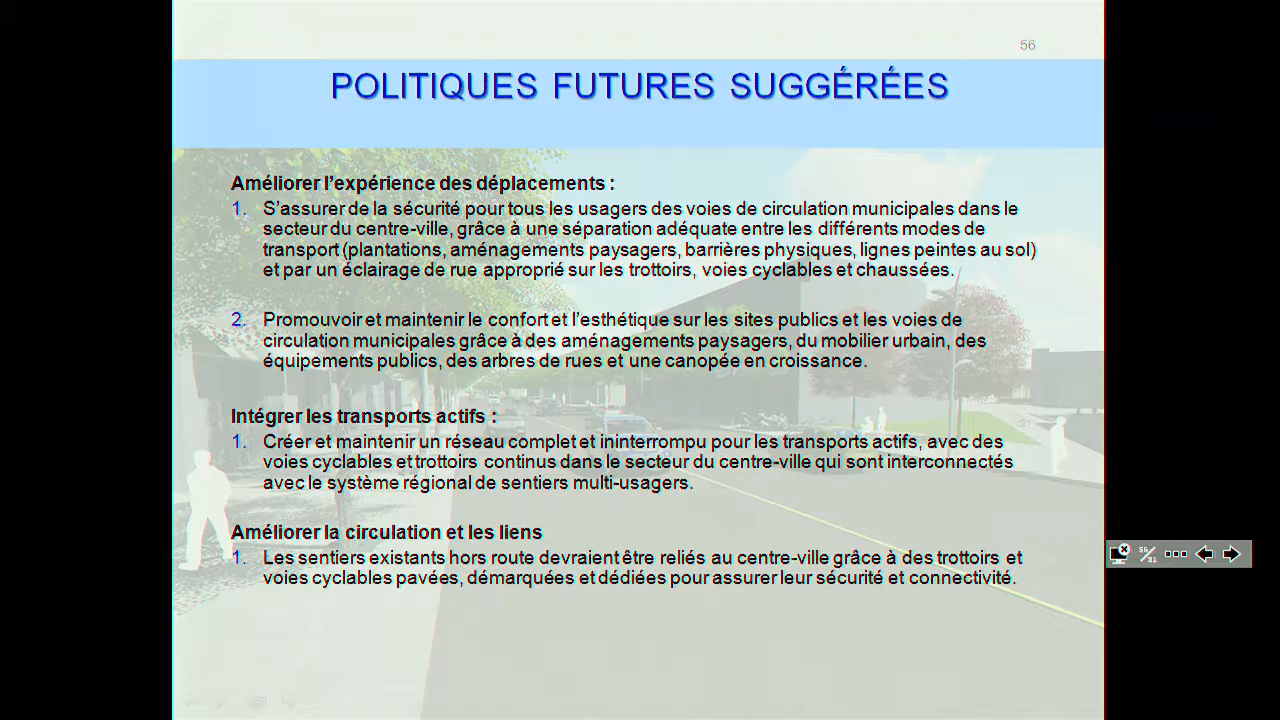 56
POLITIQUES FUTURES SUGGÉRÉES
Améliorer l'expérience des déplacements :
1. S'assurer de la sécurité pour tous les usagers des voies de circulation municipales dans le
secteur du centre-ville, grâce à une séparation adéquate entre les différents modes de
transport (plantations, aménagements paysagers, barrières physiques, lignes peintes au sol)
et par un éclairage de rue approprié sur les trottoirs, voies cyclables et chaussées.
2. Promouvoir et maintenir le confort et l'esthétique sur les sites publics et les voies de
circulation municipales grâce à des aménagements paysagers, du mobilier urbain, des
équipements publics, des arbres de rues et une canopée en croissance.
Intégrer les transports actifs :
1. Créer et maintenir un réseau complet et ininterrompu pour les transports actifs, avec des
voies cyclables et trottoirs continus dans le secteur du centre-ville qui sont interconnectés
avec le système régional de sentiers multi-usagers.
Améliorer la circulation et les liens
1. Les sentiers existants hors route devraient être reliés au centre-ville grâce à des trottoirs et
voies cyclables pavées, démarquées et dédiées pour assurer leur sécurité et connectivité.
56/81